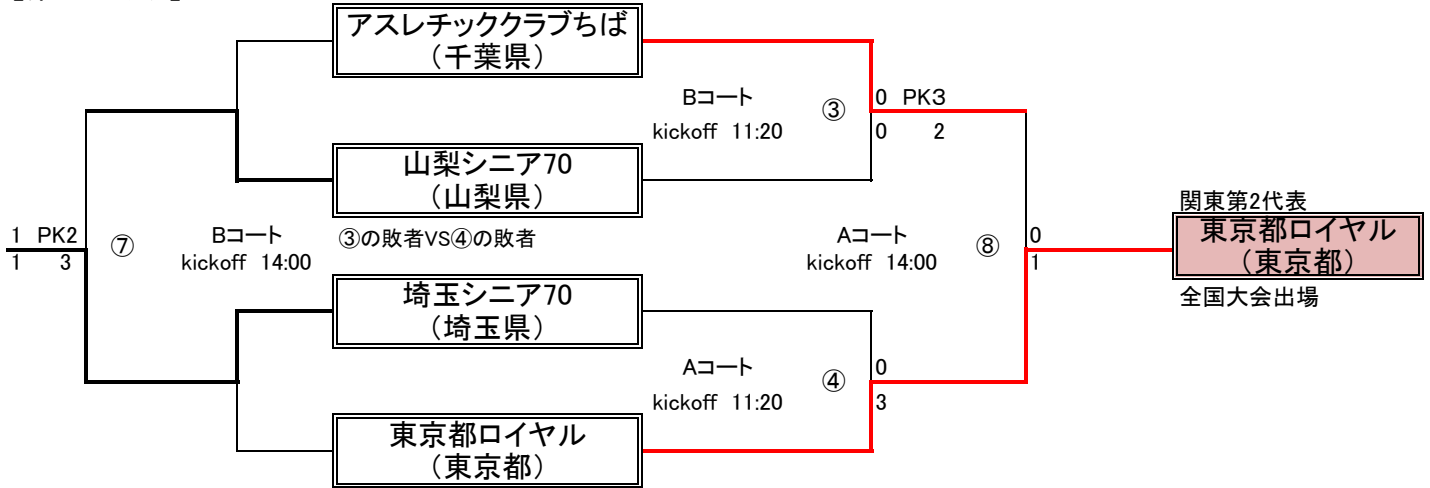 アスレチッククラブちば
（千葉県）
Bコート ③ 0 PK3
kickoff 11:20 0 2
山梨シニア70
（山梨県）
関東第2代表
1 PK2 ⑦ Bコート ③の敗者VS④の敗者 Aコート ⑧ 0 東京都ロイヤル
1 3 kickoff 14:00 kickoff 14:00 1 （東京都）
埼玉シニア70 全国大会出場
（埼玉県）
Aコート ④ 0
kickoff 11:20 3
東京都ロイヤル
（東京都）